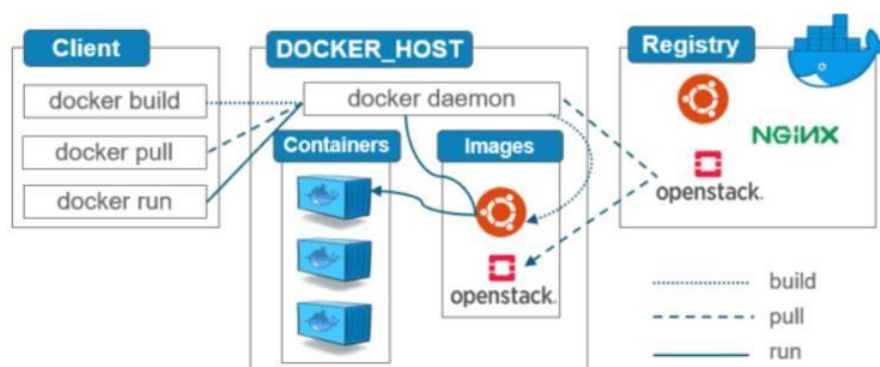 Client
docker build
docker pull
docker run
DOCKER_HOST
docker daemon
Containers
Images
openstack.
Registry
NGINX
openstack.
build
pull
run